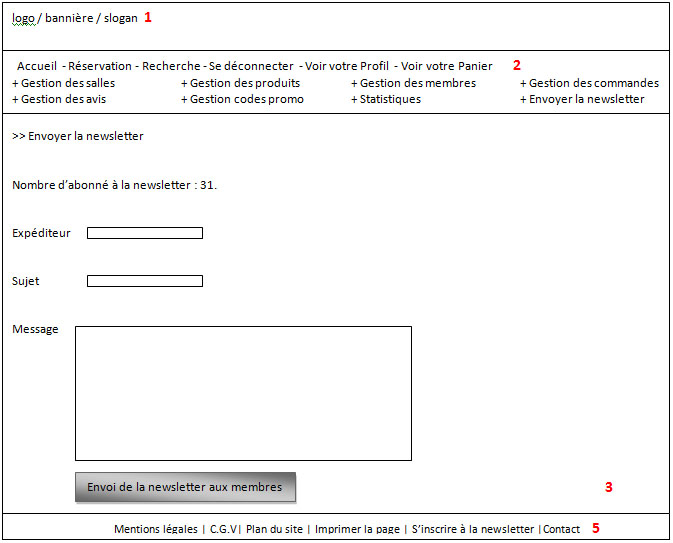 logo / bannière / slogan 1
Accueil - Réservation - Recherche - Se déconnecter - Voir votre Profil - Voir votre Panier 2
+ Gestion des salles + Gestion des produits + Gestion des membres + Gestion des commandes
+ Gestion des avis + Gestion codes promo + Statistiques + Envoyer la newsletter
>> Envoyer la newsletter
Nombre d'abonné à la newsletter : 31.
Expéditeur
Sujet
Message
Envoi de la newsletter aux membres 3
Mentions légales | C.G.V| Plan du site | Imprimer la page | S'inscrire à la newsletter |Contact 5